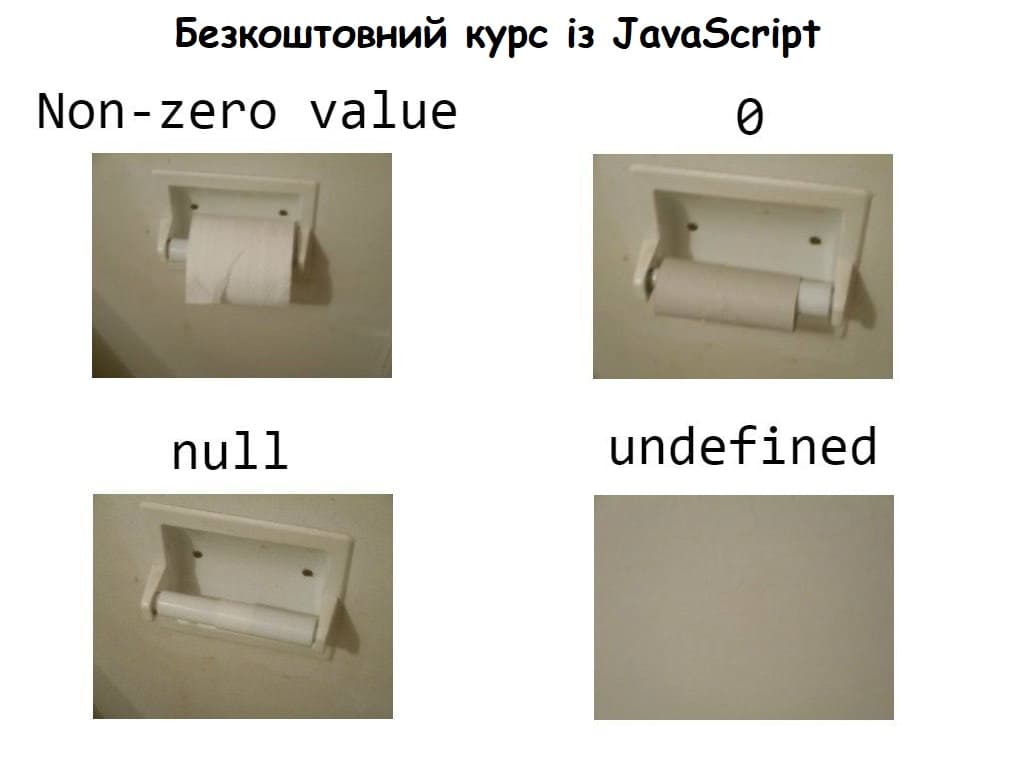 Безкоштовний курс із JavaScript
Non-zero value
0
null
undefined